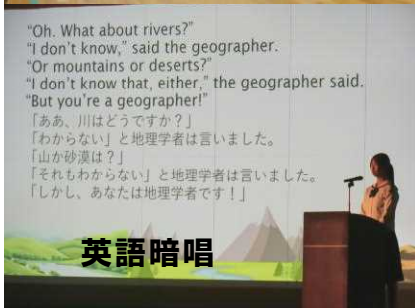 "Oh. What about rivers?"
"I don't know," said the geographer.
"Or mountains or deserts?"
"I don't know that, either," the geographer said.
"But you're a geographer!"
「ああ、川はどうですか？」
「わからない」と地理学者は言いました。
「山か砂漠は？」
「それもわからない」と地理学者は言いました。
「しかし、あなたは地理学者です！」
英語暗唱